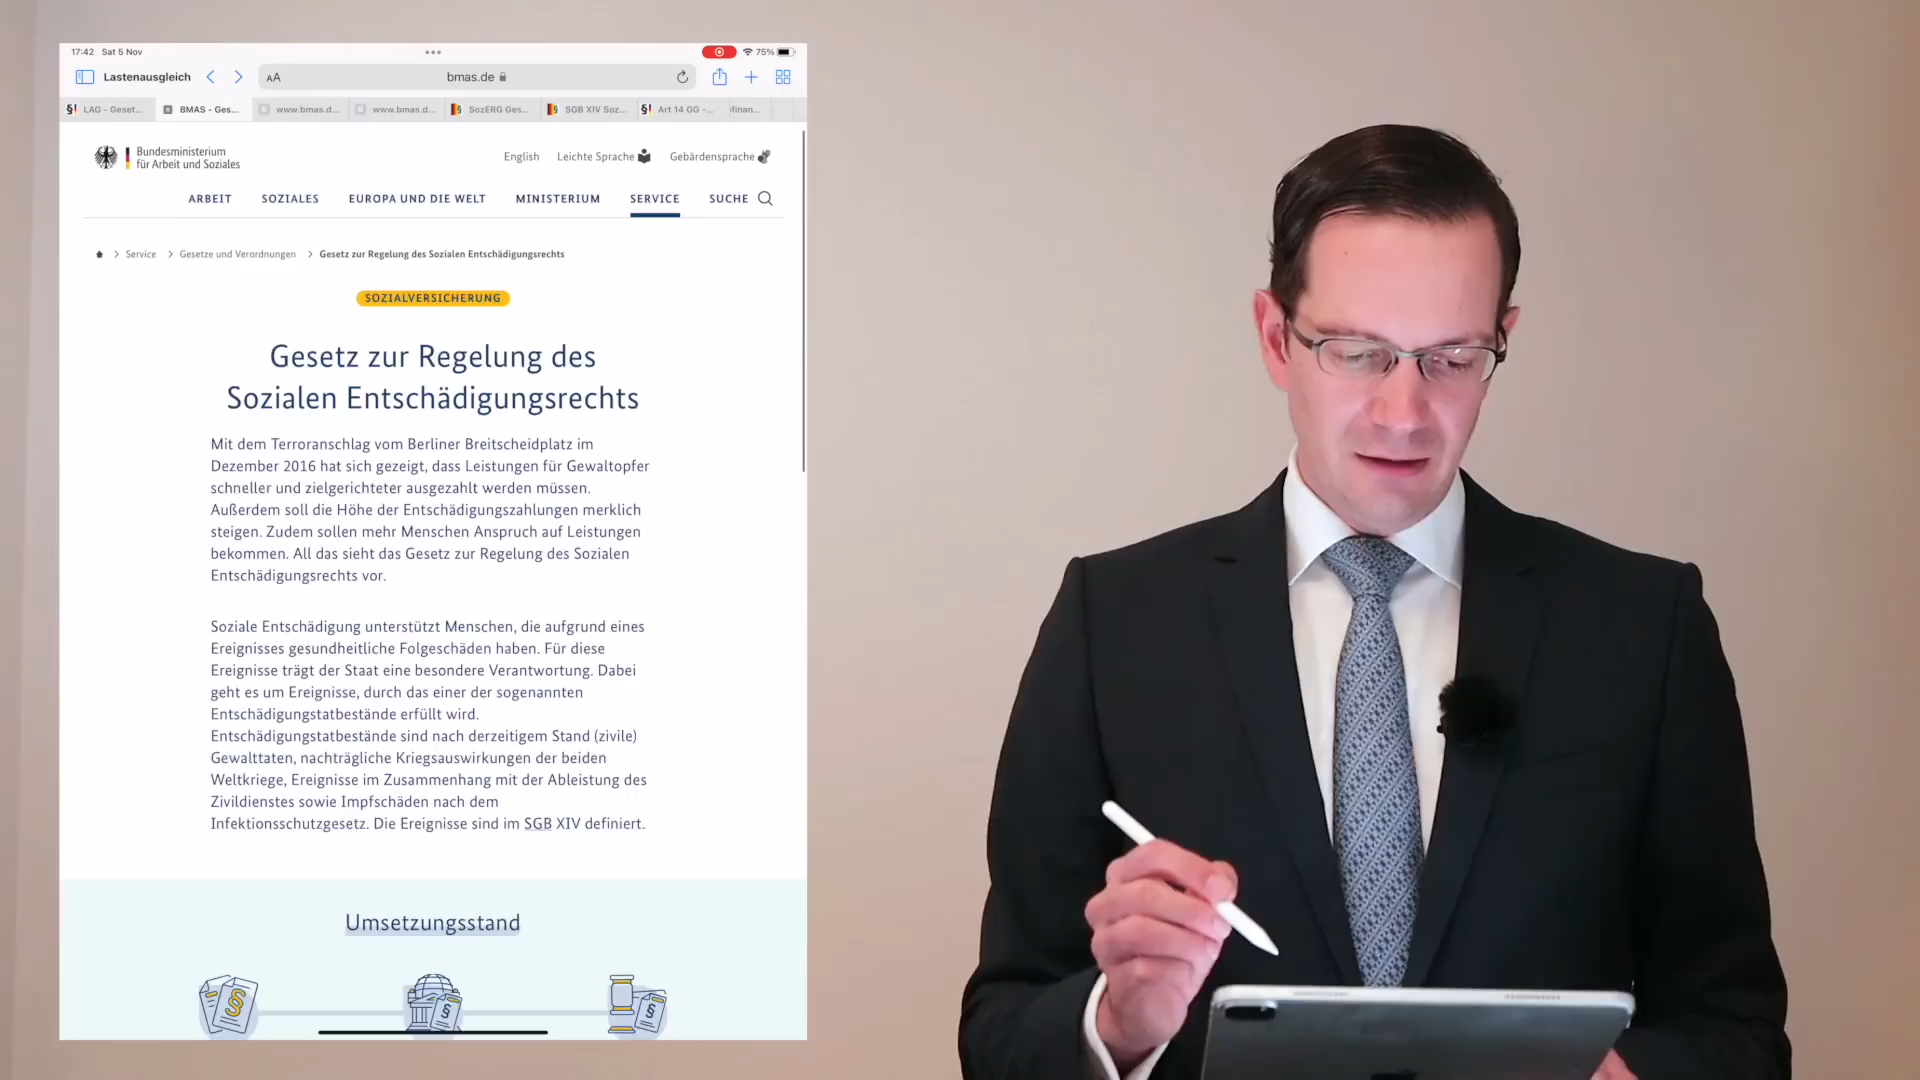 17:42 Sat 5 Nov
75%
Lastenausgleich
AA
bmas.de
LAG - Geset...
BMAS - Ges...
www.bmas.d...
www.bmas.d...
SozERG Ges...
SGB XIV Soz...
Art 14 GG -...
finan...
Bundesministerium
für Arbeit und Soziales
English
Leichte Sprache
Gebärdensprache
ARBEIT
SOZIALES
EUROPA UND DIE WELT
MINISTERIUM
SERVICE
SUCHE
Service > Gesetze und Verordnungen > Gesetz zur Regelung des Sozialen Entschädigungsrechts
SOZIALVERSICHERUNG
Gesetz zur Regelung des
Sozialen Entschädigungsrechts
Mit dem Terroranschlag vom Berliner Breitscheidplatz im
Dezember 2016 hat sich gezeigt, dass Leistungen für Gewaltopfer
schneller und zielgerichteter ausgezahlt werden müssen.
Außerdem soll die Höhe der Entschädigungszahlungen merklich
steigen. Zudem sollen mehr Menschen Anspruch auf Leistungen
bekommen. All das sieht das Gesetz zur Regelung des Sozialen
Entschädigungsrechts vor.
Soziale Entschädigung unterstützt Menschen, die aufgrund eines
Ereignisses gesundheitliche Folgeschäden haben. Für diese
Ereignisse trägt der Staat eine besondere Verantwortung. Dabei
geht es um Ereignisse, durch das einer der sogenannten
Entschädigungstatbestände erfüllt wird.
Entschädigungstatbestände sind nach derzeitigem Stand (zivile)
Gewalttaten, nachträgliche Kriegsauswirkungen der beiden
Weltkriege, Ereignisse im Zusammenhang mit der Ableistung des
Zivildienstes sowie Impfschäden nach dem
Infektionsschutzgesetz. Die Ereignisse sind im SGB XIV definiert.
Umsetzungsstand